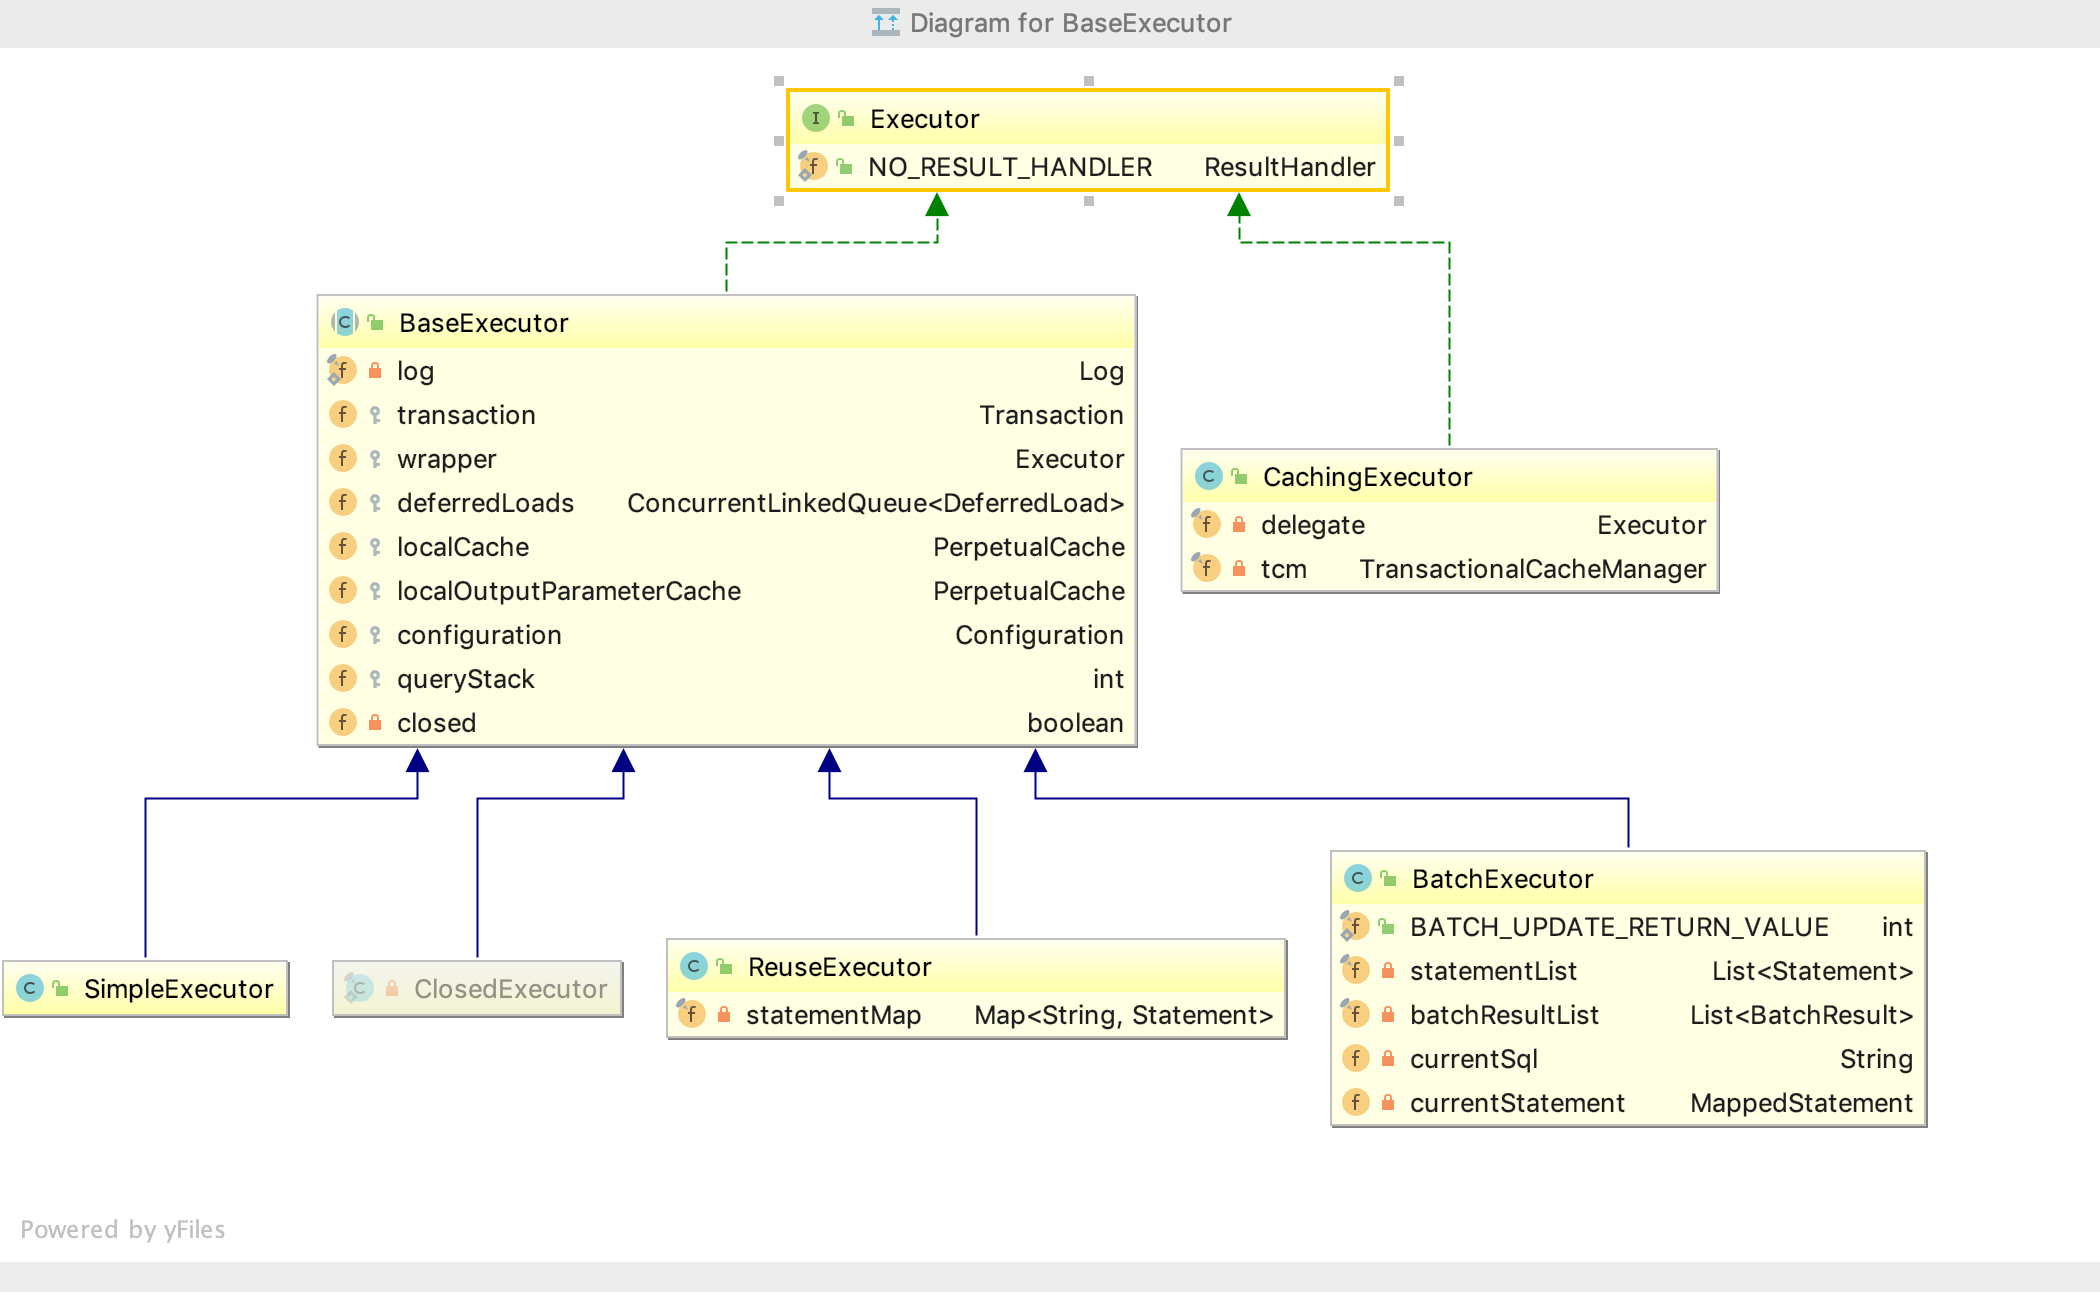 Diagram for BaseExecutor
I Executor
f NO_RESULT_HANDLER ResultHandler
C BaseExecutor
f log Log
f transaction Transaction
f wrapper Executor
f deferredLoads ConcurrentLinkedQueue<DeferredLoad>
f localCache PerpetualCache
f localOutputParameterCache PerpetualCache
f configuration Configuration
f queryStack int
f closed boolean
C CachingExecutor
f delegate Executor
f tcm TransactionalCacheManager
C SimpleExecutor
C ClosedExecutor
C ReuseExecutor
f statementMap Map<String, Statement>
C BatchExecutor
f BATCH_UPDATE_RETURN_VALUE int
f statementList List<Statement>
f batchResultList List<BatchResult>
f currentSql String
f currentStatement MappedStatement
Powered by yFiles